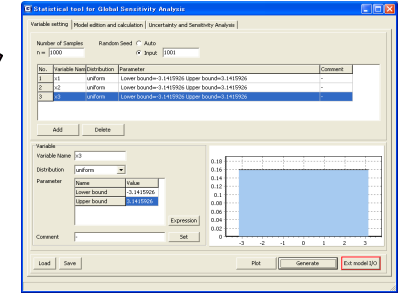 Statistical tool for Global Sensitivity Analysis
Variable setting Model edition and calculation Uncertainty and Sensitivity Analysis
Number of Samples Random Seed Auto
n = 1000 Input 1001
No. Variable Nam Distribution Parameter Comment
1 x1 uniform Lower bound=-3.1415926 Upper bound=3.1415926 -
2 x2 uniform Lower bound=-3.1415926 Upper bound=3.1415926 -
3 x3 uniform Lower bound=-3.1415926 Upper bound=3.1415926 -
Add Delete
Variable
Variable Name x3
Distribution uniform
Parameter Name Value
Lower bound -3.1415926
Upper bound 3.1415926
Expression
Comment - Set
0.18
0.16
0.14
0.12
0.10
0.08
0.06
0.04
0.02
0
-3 -2 -1 0 1 2 3
Load Save Plot Generate Ext model I/O